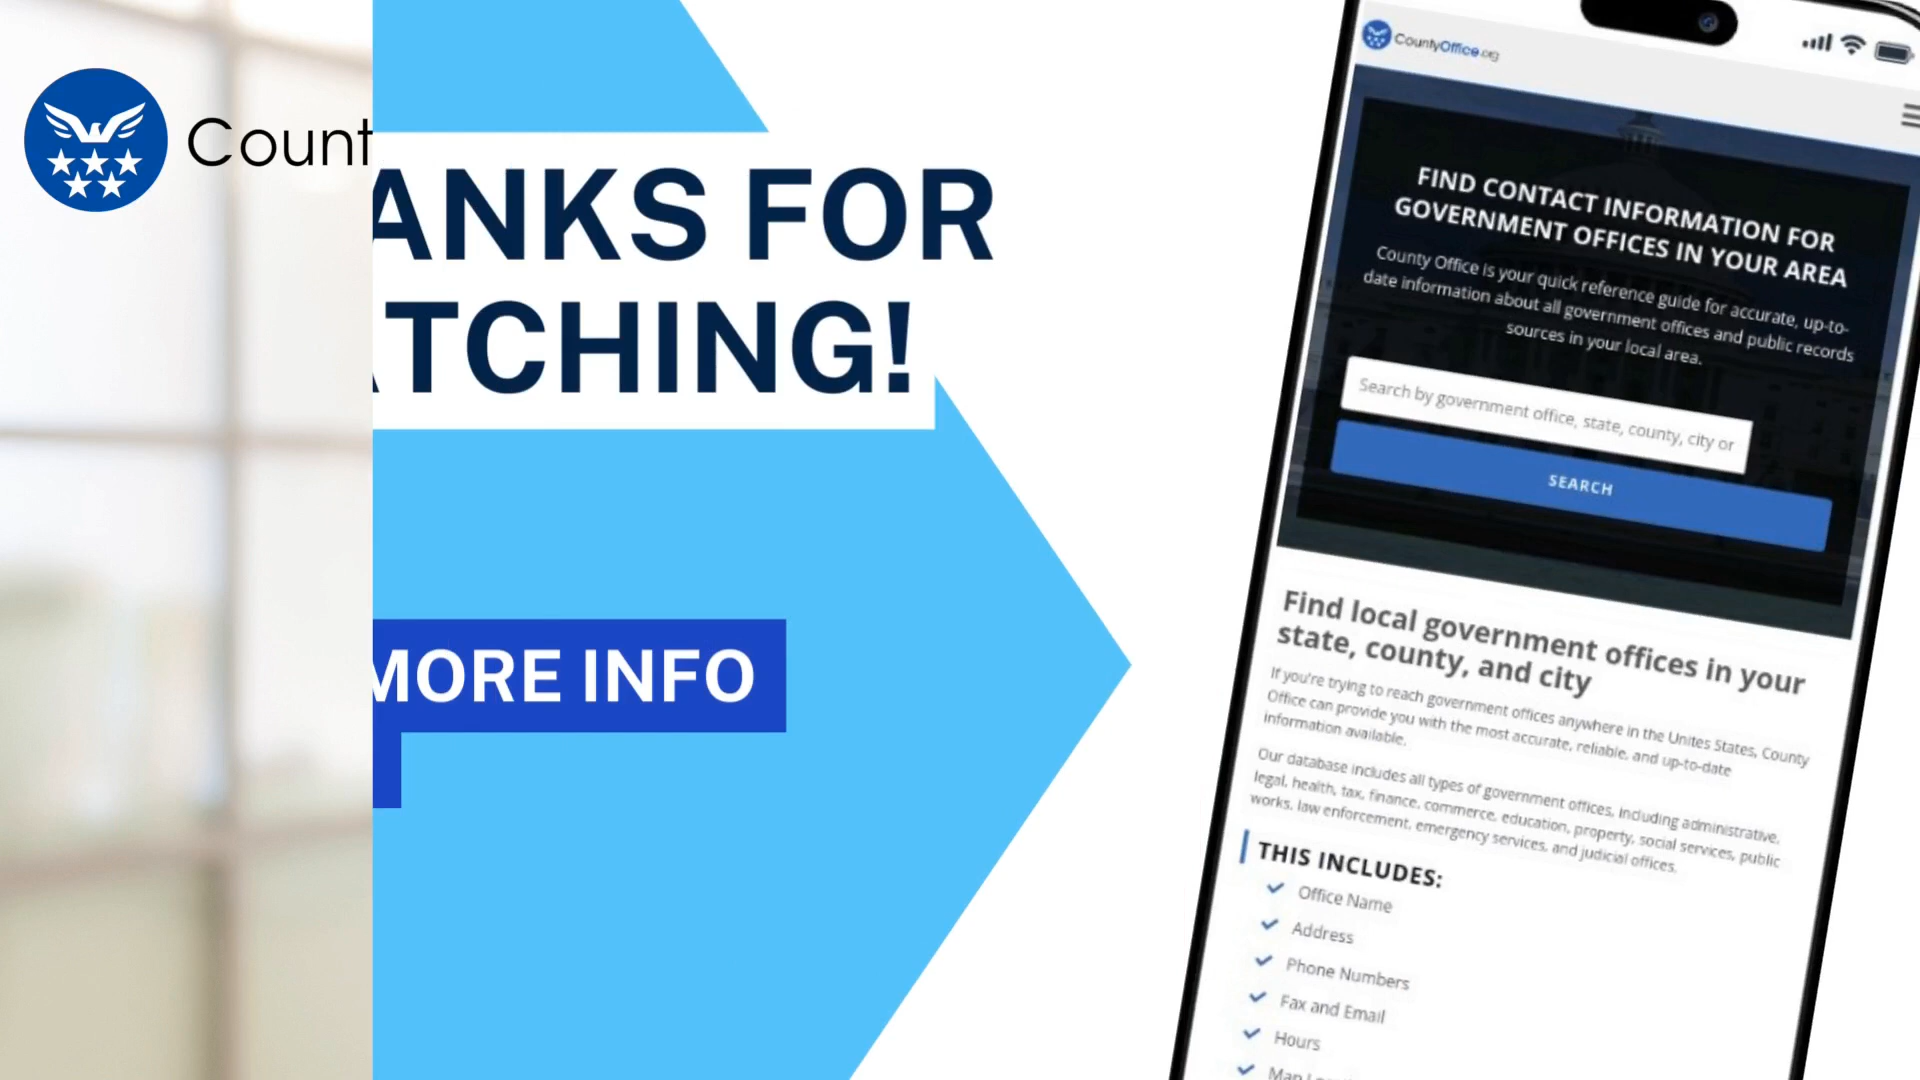 Count
ANKS FOR
TCHING!
MORE INFO
CountyOffice.org
FIND CONTACT INFORMATION FOR
GOVERNMENT OFFICES IN YOUR AREA
County Office is your quick reference guide for accurate, up-to-
date information about all government offices and public records
sources in your local area.
Search by government office, state, county, city or
SEARCH
Find local government offices in your
state, county, and city
If you're trying to reach government offices anywhere in the Unites States, County
Office can provide you with the most accurate, reliable, and up-to-date
information available.
Our database includes all types of government offices, including administrative,
legal, health, tax, finance, commerce, education, property, social services, public
works, law enforcement, emergency services, and judicial offices.
THIS INCLUDES:
Office Name
Address
Phone Numbers
Fax and Email
Hours
Map